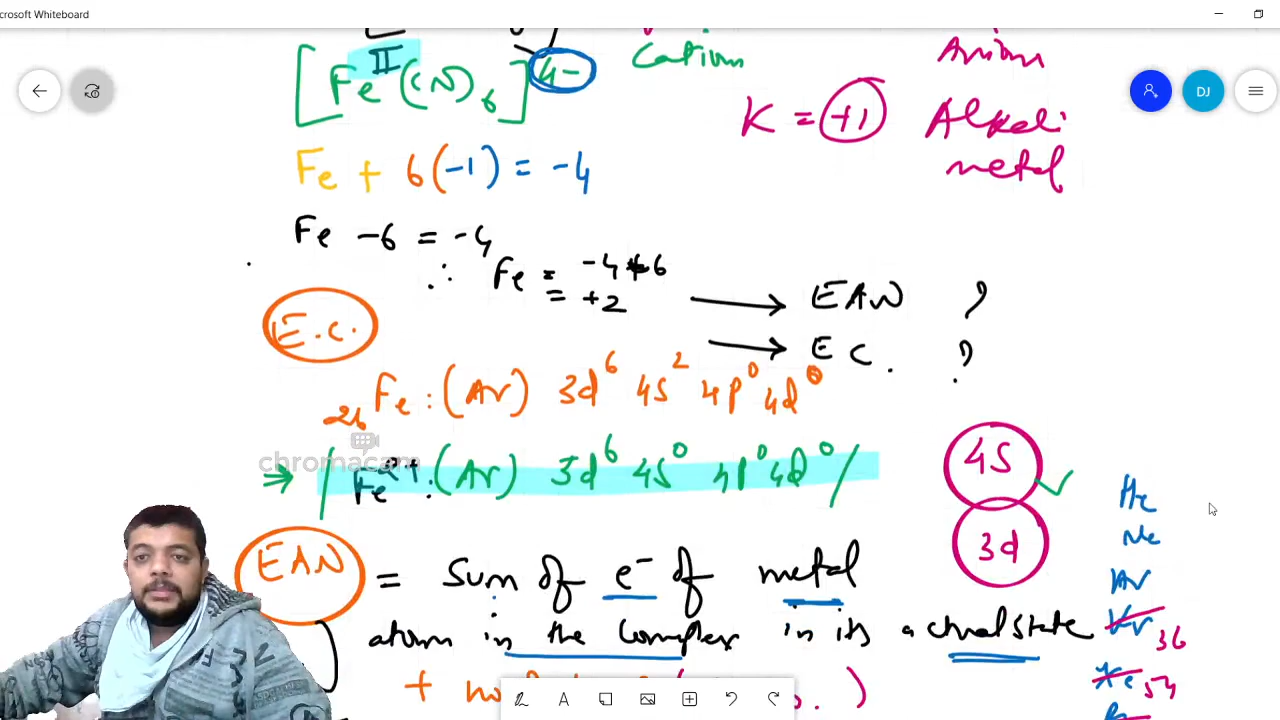 crosoft Whiteboard
II
[Fe(CN)6]4-
Cation
Anion
K = +1 Alkali
metal
Fe + 6(-1) = -4
Fe -6 = -4
∴ Fe = -4+6
= +2 → EAN ?
→ EC. ?
E.C.
26Fe : (Ar) 3d6 4s2 4p0 4d0
chromacam
⇒ Fe2+ : (Ar) 3d6 4s0 4p0 4d0
4S
3d
He
Ne
Ar
Kr 36
Xe 54
EAN = Sum of e- of metal
atom in the complex in its actual state
+
DJ